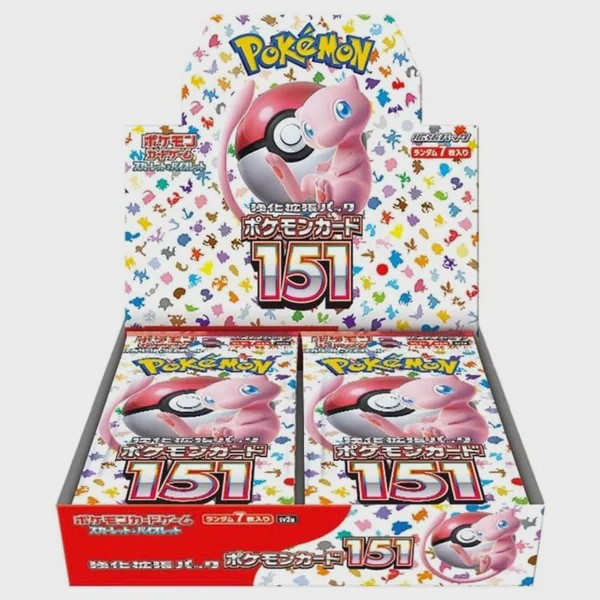 POKÉMON
ポケモン
カードゲーム
スカーレット&バイオレット
拡張パック
ランダム7枚入り
強化拡張パック
ポケモンカード
151
POKÉMON
強化拡張パック
ポケモンカード
151
POKÉMON
強化拡張パック
ポケモンカード
151
ポケモンカードゲーム
スカーレット&バイオレット
ランダム7枚入り
sv2a
強化拡張パック
ポケモンカード151